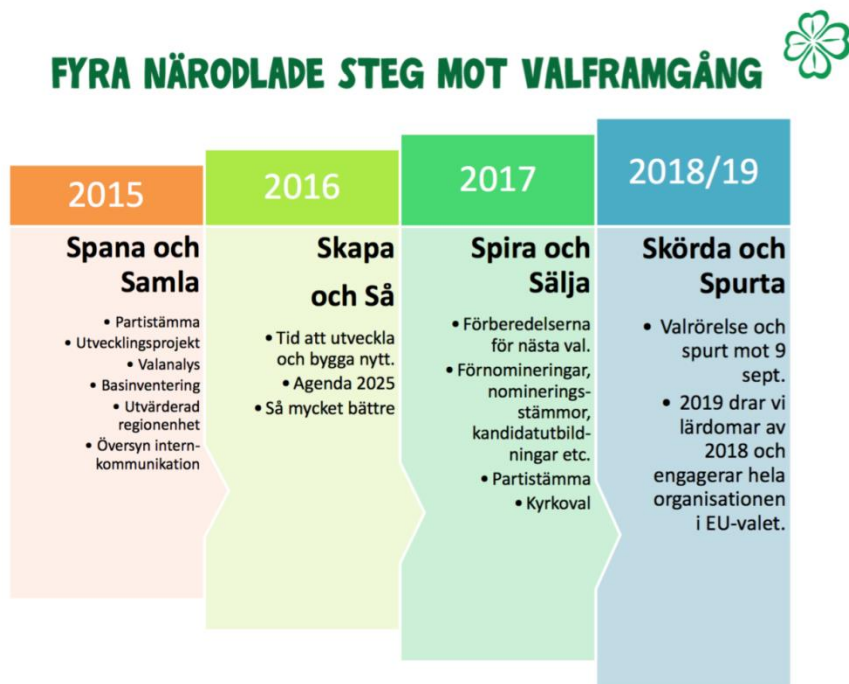 FYRA NÄRODLADE STEG MOT VALFRAMGÅNG
2015
Spana och
Samla
• Partistämma
• Utvecklingsprojekt
• Valanalys
• Basinventering
• Utvärderad
regionenhet
• Översyn intern-
kommunikation
2016
Skapa
och Så
• Tid att utveckla
och bygga nytt.
• Agenda 2025
• Så mycket bättre
2017
Spira och
Sälja
• Förberedelserna
för nästa val.
• Förnomineringar,
nominerings-
stämmor,
kandidatutbild-
ningar etc.
• Partistämma
• Kyrkoval
2018/19
Skörda och
Spurta
• Valrörelse och
spurt mot 9
sept.
• 2019 drar vi
lärdomar av
2018 och
engagerar hela
organisationen
i EU-valet.